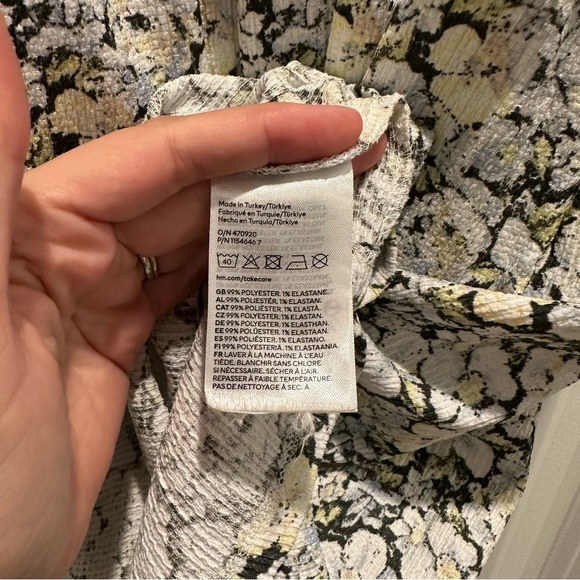 Made in Turkey/Türkiye
Fabriqué en Turquie/Türkiye
Hecho en Turquía/Türkiye
O/N 470920
P/N 1154646 7
40
hm.com/takecare
GB 99% POLYESTER. 1% ELASTANE.
AL 99% POLIESTËR. 1% ELASTAN.
CAT 99% POLIÈSTER. 1% ELASTÀ.
CZ 99% POLYESTER. 1% ELASTAN.
DE 99% POLYESTER. 1% ELASTHAN.
EE 99% POLÜESTER. 1% ELASTAAN.
ES 99% POLIÉSTER. 1% ELASTANO.
FI 99% POLYESTERIÄ. 1% ELASTAANIA.
FR LAVER À LA MACHINE À L'EAU
TIÈDE, BLANCHIR SANS CHLORE
SI NÉCESSAIRE. SÉCHER À L'AIR.
REPASSER À FAIBLE TEMPÉRATURE.
PAS DE NETTOYAGE À SEC. A